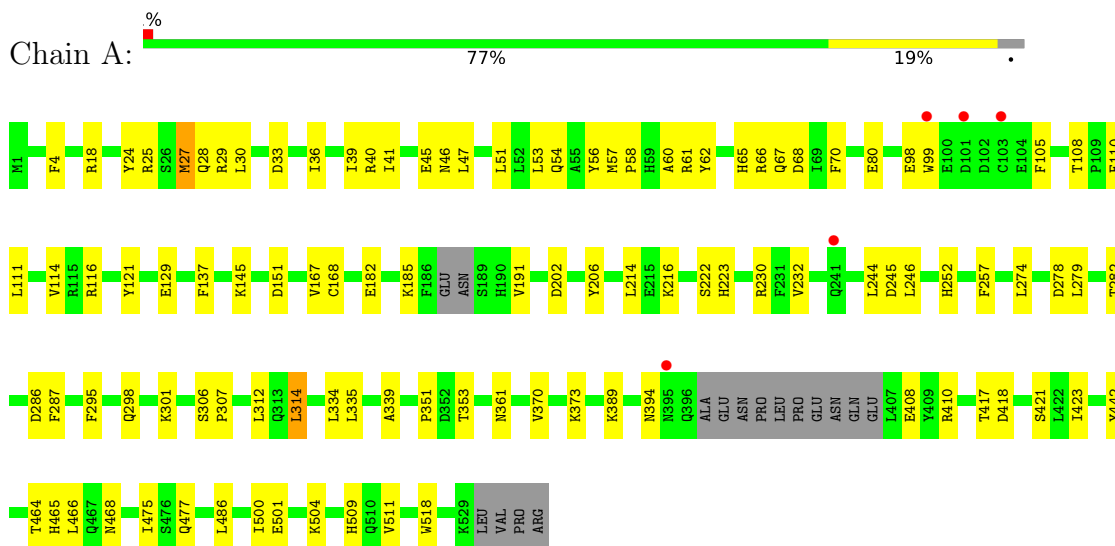 .%
Chain A:
77% 19% •
M1 F4 R18 Y24 R25 S26 M27 Q28 R29 L30 D33 I36 I39 R40 I41 E45 N46 L47 L51 L52 L53 Q54 A55 Y56 M57 P58 H59 A60 R61 Y62 H65 R66 Q67 D68 I69 F70 E80 E98 W99 E100 D101 D102 C103 E104 F105 T108 P109 E110
L111 V114 R115 R116 Y121 E129 F137 K145 D151 V167 C168 E182 K185 F186 GLU ASN S189 H190 V191 D202 Y206 L214 E215 K216 S222 H223 R230 F231 V232 Q241 L244 D245 L246 H252 F257 L274 D278 L279 T282
D286 F287 F295 Q298 K301 S306 P307 L312 Q313 L314 L334 L335 A339 P351 D352 T353 N361 V370 K373 K389 N394 N395 Q396 ALA GLU ASN PRO LEU PRO GLU ASN GLN GLU L407 E408 Y409 R410 T417 D418 S421 L422 I423 Y442
T464 H465 L466 Q467 N468 I475 S476 Q477 L486 I500 E501 K504 H509 Q510 V511 W518 K529 LEU VAL PRO ARG